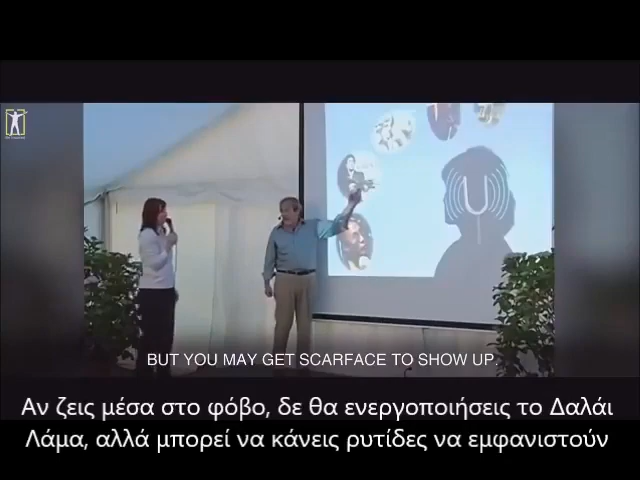 BUT YOU MAY GET SCARFACE TO SHOW UP.
Αν ζεις μέσα στο φόβο, δε θα ενεργοποιήσεις το Δαλάι
Λάμα, αλλά μπορεί να κάνεις ρυτίδες να εμφανιστούν